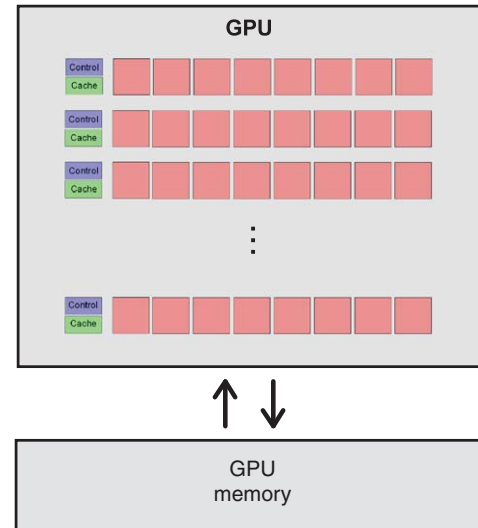 GPU
Control
Cache
Control
Cache
Control
Cache
Control
Cache
GPU
memory